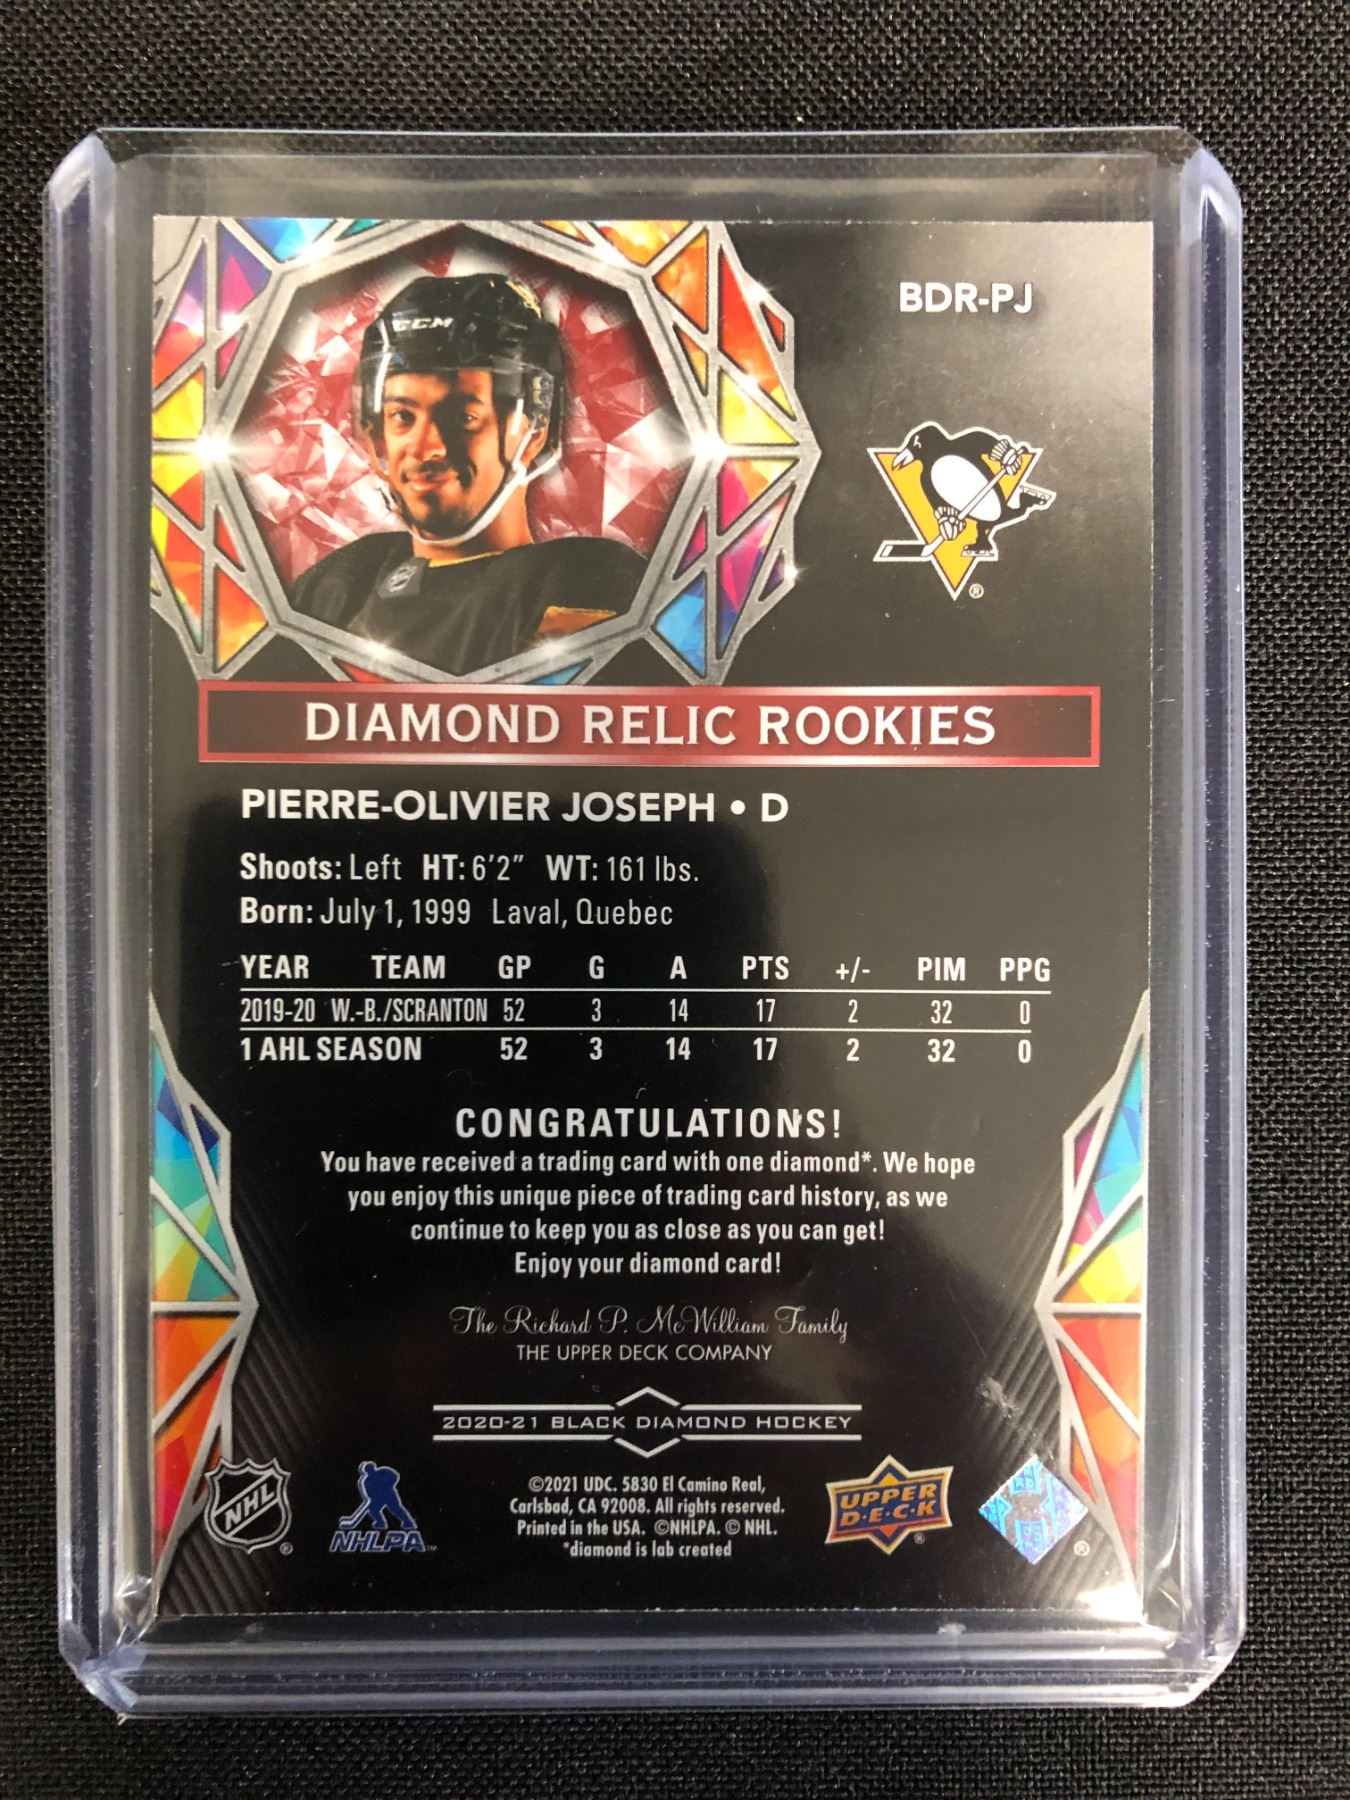 BDR-PJ
CCM
DIAMOND RELIC ROOKIES
PIERRE-OLIVIER JOSEPH • D
Shoots: Left HT: 6'2" WT: 161 lbs.
Born: July 1, 1999 Laval, Quebec
YEAR TEAM GP G A PTS +/- PIM PPG
2019-20 W.-B./SCRANTON 52 3 14 17 2 32 0
1 AHL SEASON 52 3 14 17 2 32 0
CONGRATULATIONS!
You have received a trading card with one diamond*. We hope
you enjoy this unique piece of trading card history, as we
continue to keep you as close as you can get!
Enjoy your diamond card!
The Richard P. McWilliam Family
THE UPPER DECK COMPANY
2020-21 BLACK DIAMOND HOCKEY
©2021 UDC. 5830 El Camino Real,
Carlsbad, CA 92008. All rights reserved.
Printed in the USA. ©NHLPA. © NHL.
*diamond is lab created
NHL ®
NHLPA™
UPPER
D•E•C•K ®
®